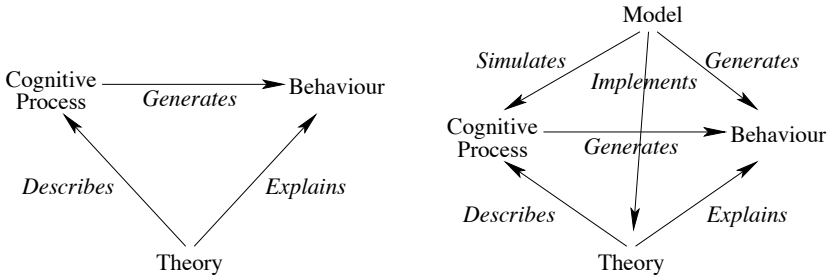 Cognitive
Process
Generates
Behaviour
Describes
Explains
Theory
Model
Simulates
Generates
Implements
Cognitive
Process
Generates
Behaviour
Describes
Explains
Theory